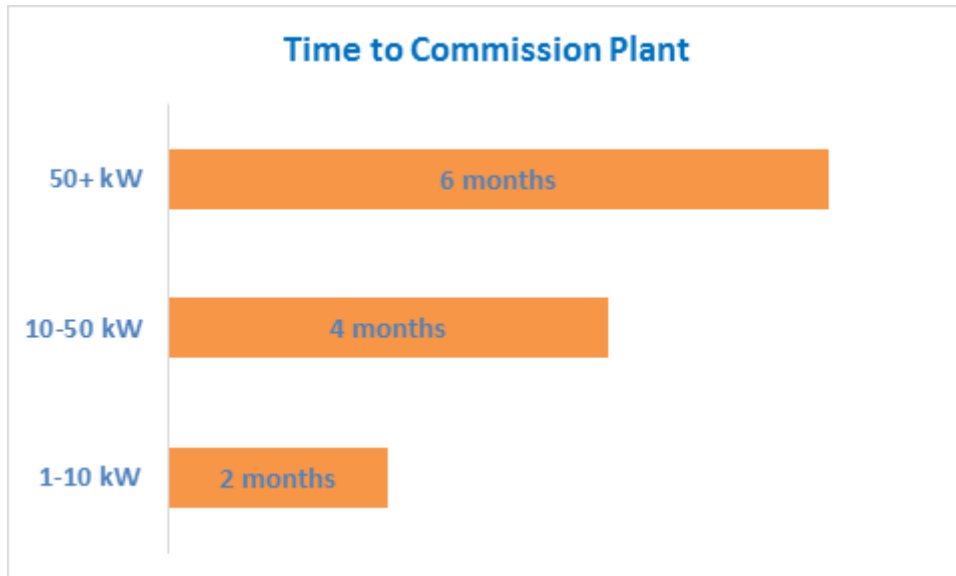 Time to Commission Plant
50+ kW
6 months
10-50 kW
4 months
1-10 kW
2 months